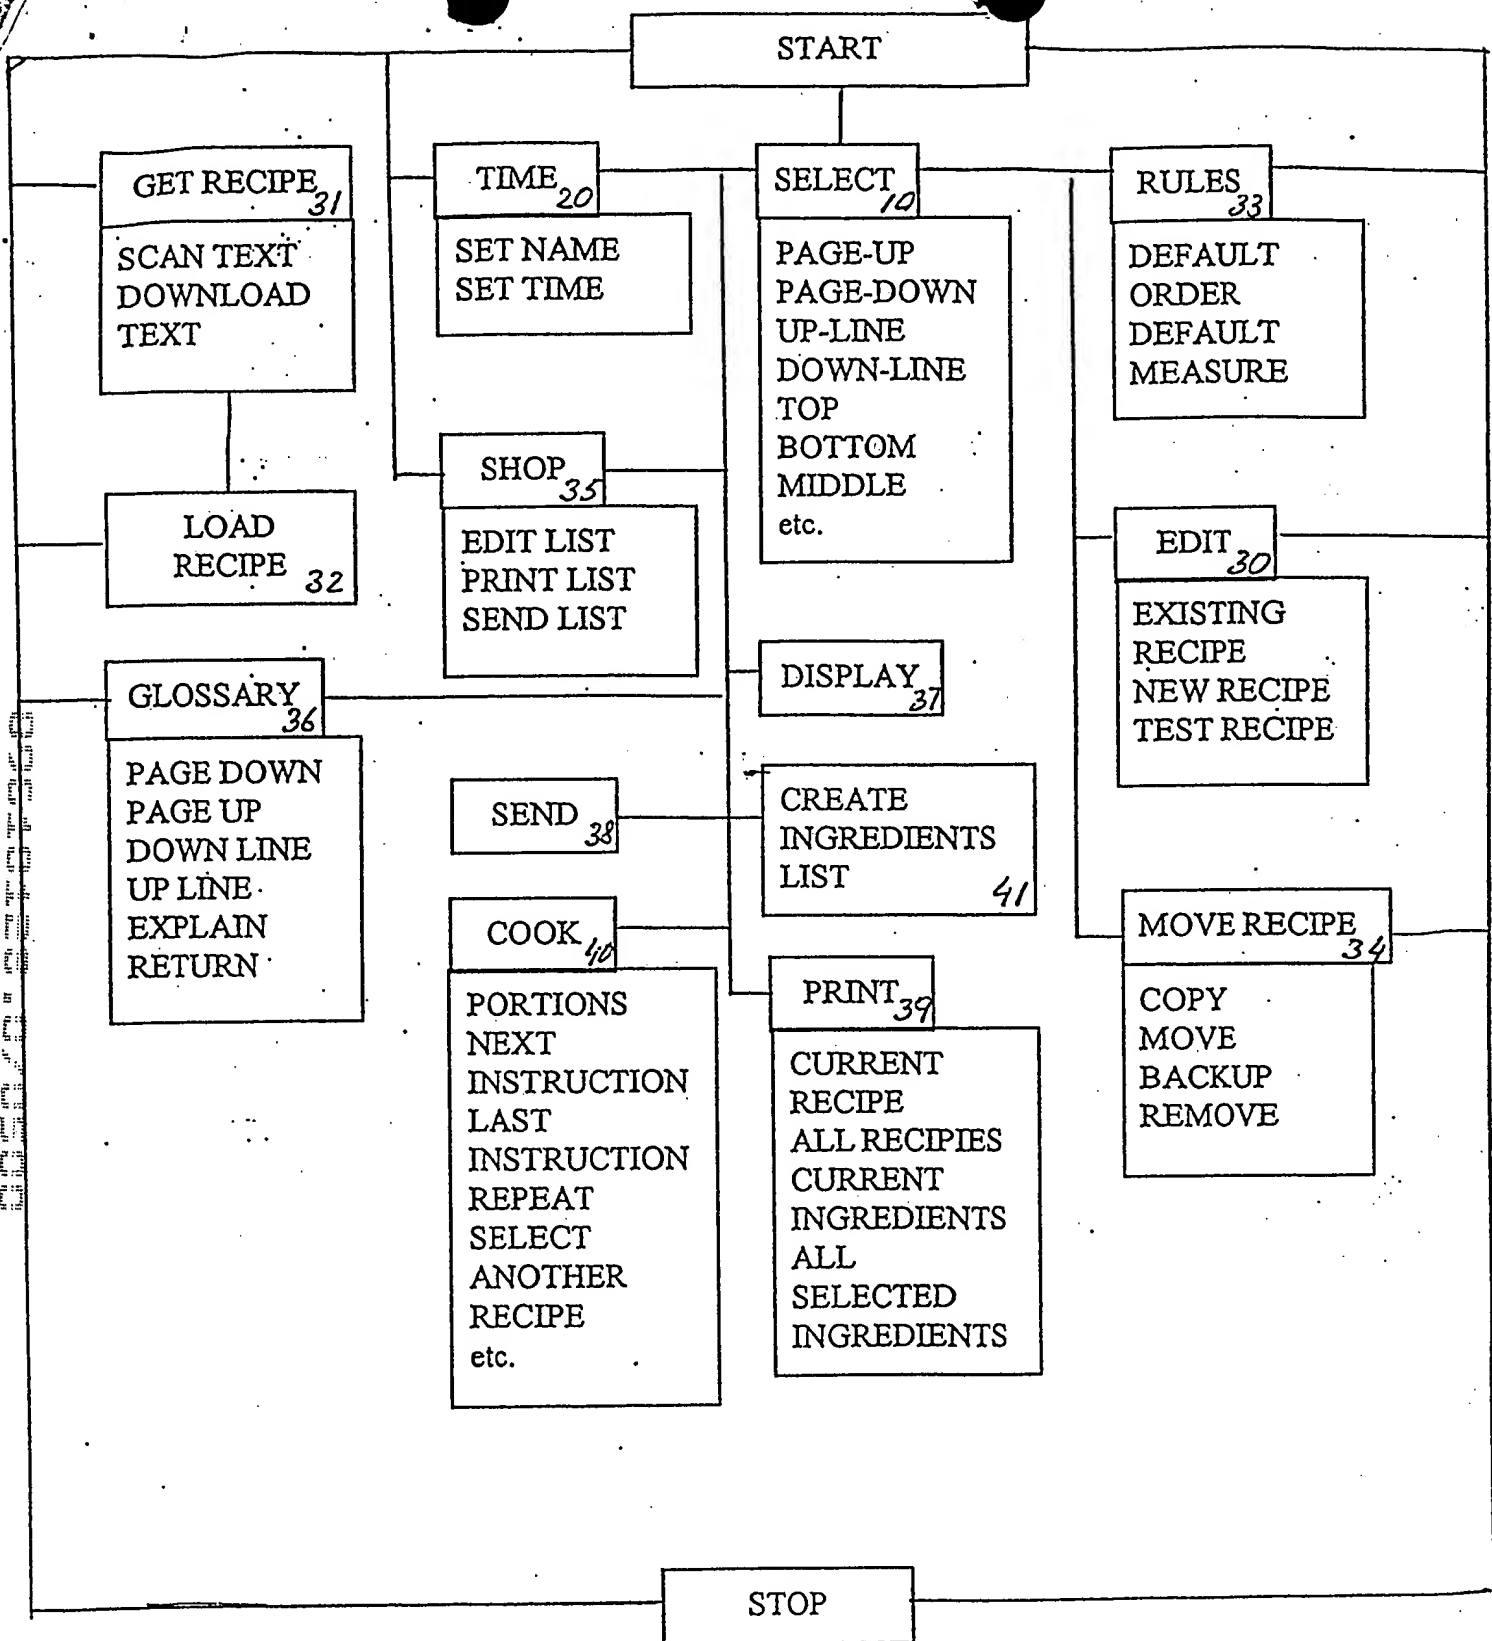 START
GET RECIPE 31
SCAN TEXT
DOWNLOAD
TEXT
LOAD
RECIPE 32
GLOSSARY 36
PAGE DOWN
PAGE UP
DOWN LINE
UP LINE
EXPLAIN
RETURN
TIME 20
SET NAME
SET TIME
SHOP 35
EDIT LIST
PRINT LIST
SEND LIST
SEND 38
COOK 40
PORTIONS
NEXT
INSTRUCTION
LAST
INSTRUCTION
REPEAT
SELECT
ANOTHER
RECIPE
etc.
SELECT 10
PAGE-UP
PAGE-DOWN
UP-LINE
DOWN-LINE
TOP
BOTTOM
MIDDLE
etc.
DISPLAY 37
CREATE
INGREDIENTS
LIST 41
PRINT 39
CURRENT
RECIPE
ALL RECIPIES
CURRENT
INGREDIENTS
ALL
SELECTED
INGREDIENTS
RULES 33
DEFAULT
ORDER
DEFAULT
MEASURE
EDIT 30
EXISTING
RECIPE
NEW RECIPE
TEST RECIPE
MOVE RECIPE 34
COPY
MOVE
BACKUP
REMOVE
STOP